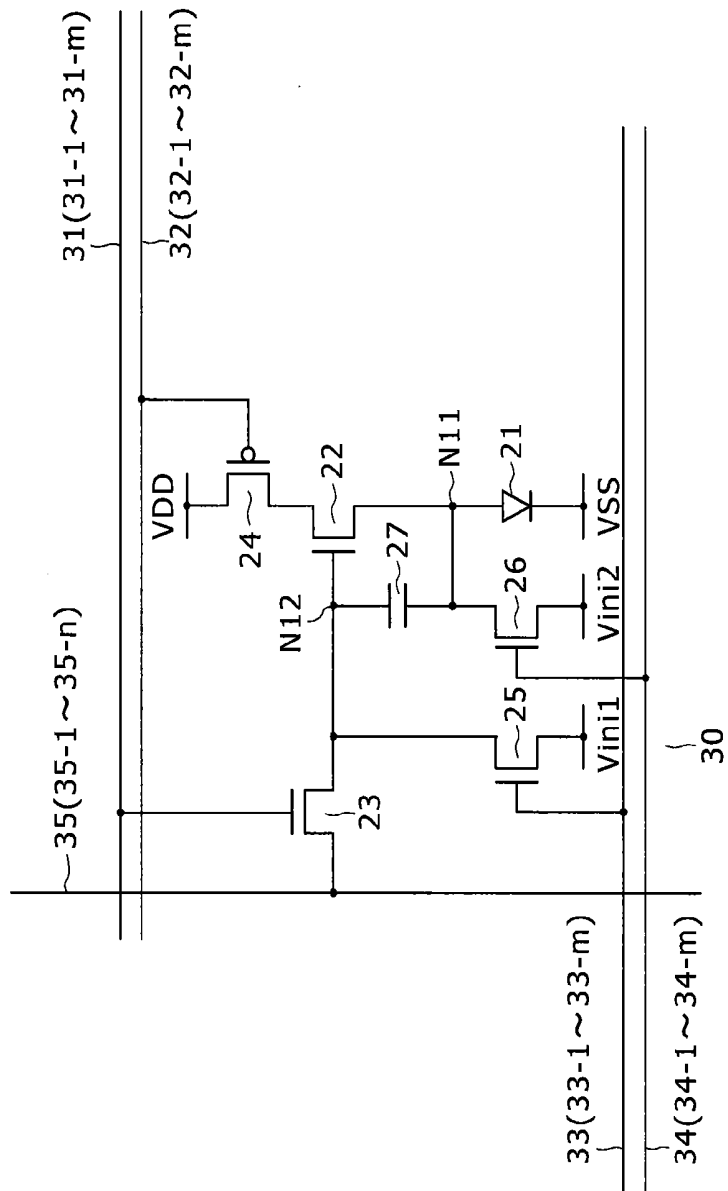 31(31-1～31-m)
32(32-1～32-m)
35(35-1～35-n)
VDD
24
22
N12
27
N11
23
25
26
21
Vini1
Vini2
VSS
33(33-1～33-m)
34(34-1～34-m)
30